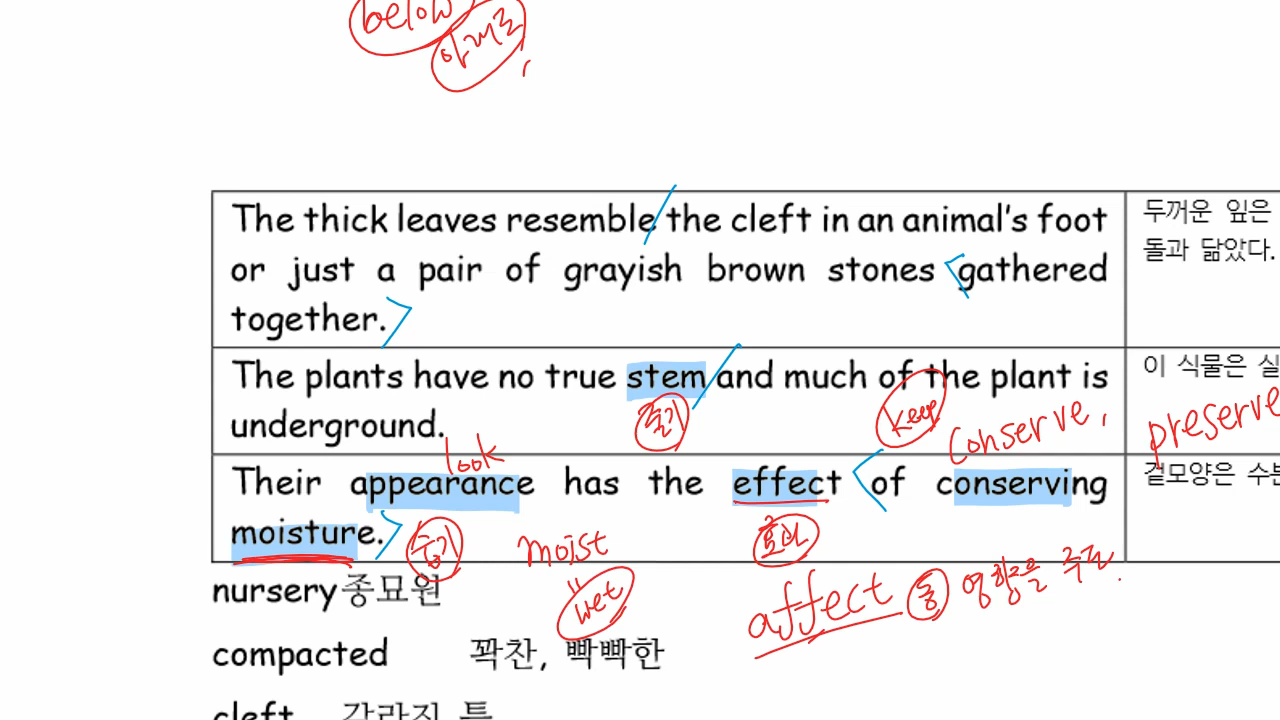 below
아래로
The thick leaves resemble the cleft in an animal's foot
or just a pair of grayish brown stones gathered
together.
두꺼운 잎은
돌과 닮았다.
The plants have no true stem and much of the plant is
underground.
줄기
keep
conserve,
이 식물은 실
preserve
look
Their appearance has the effect of conserving
moisture.
습기
moist
"
wet
효과
겉모양은 수분
affect 동 영향을 주다.
nursery 종묘원
compacted 꽉찬, 빡빡한
cleft 갈라진 틈